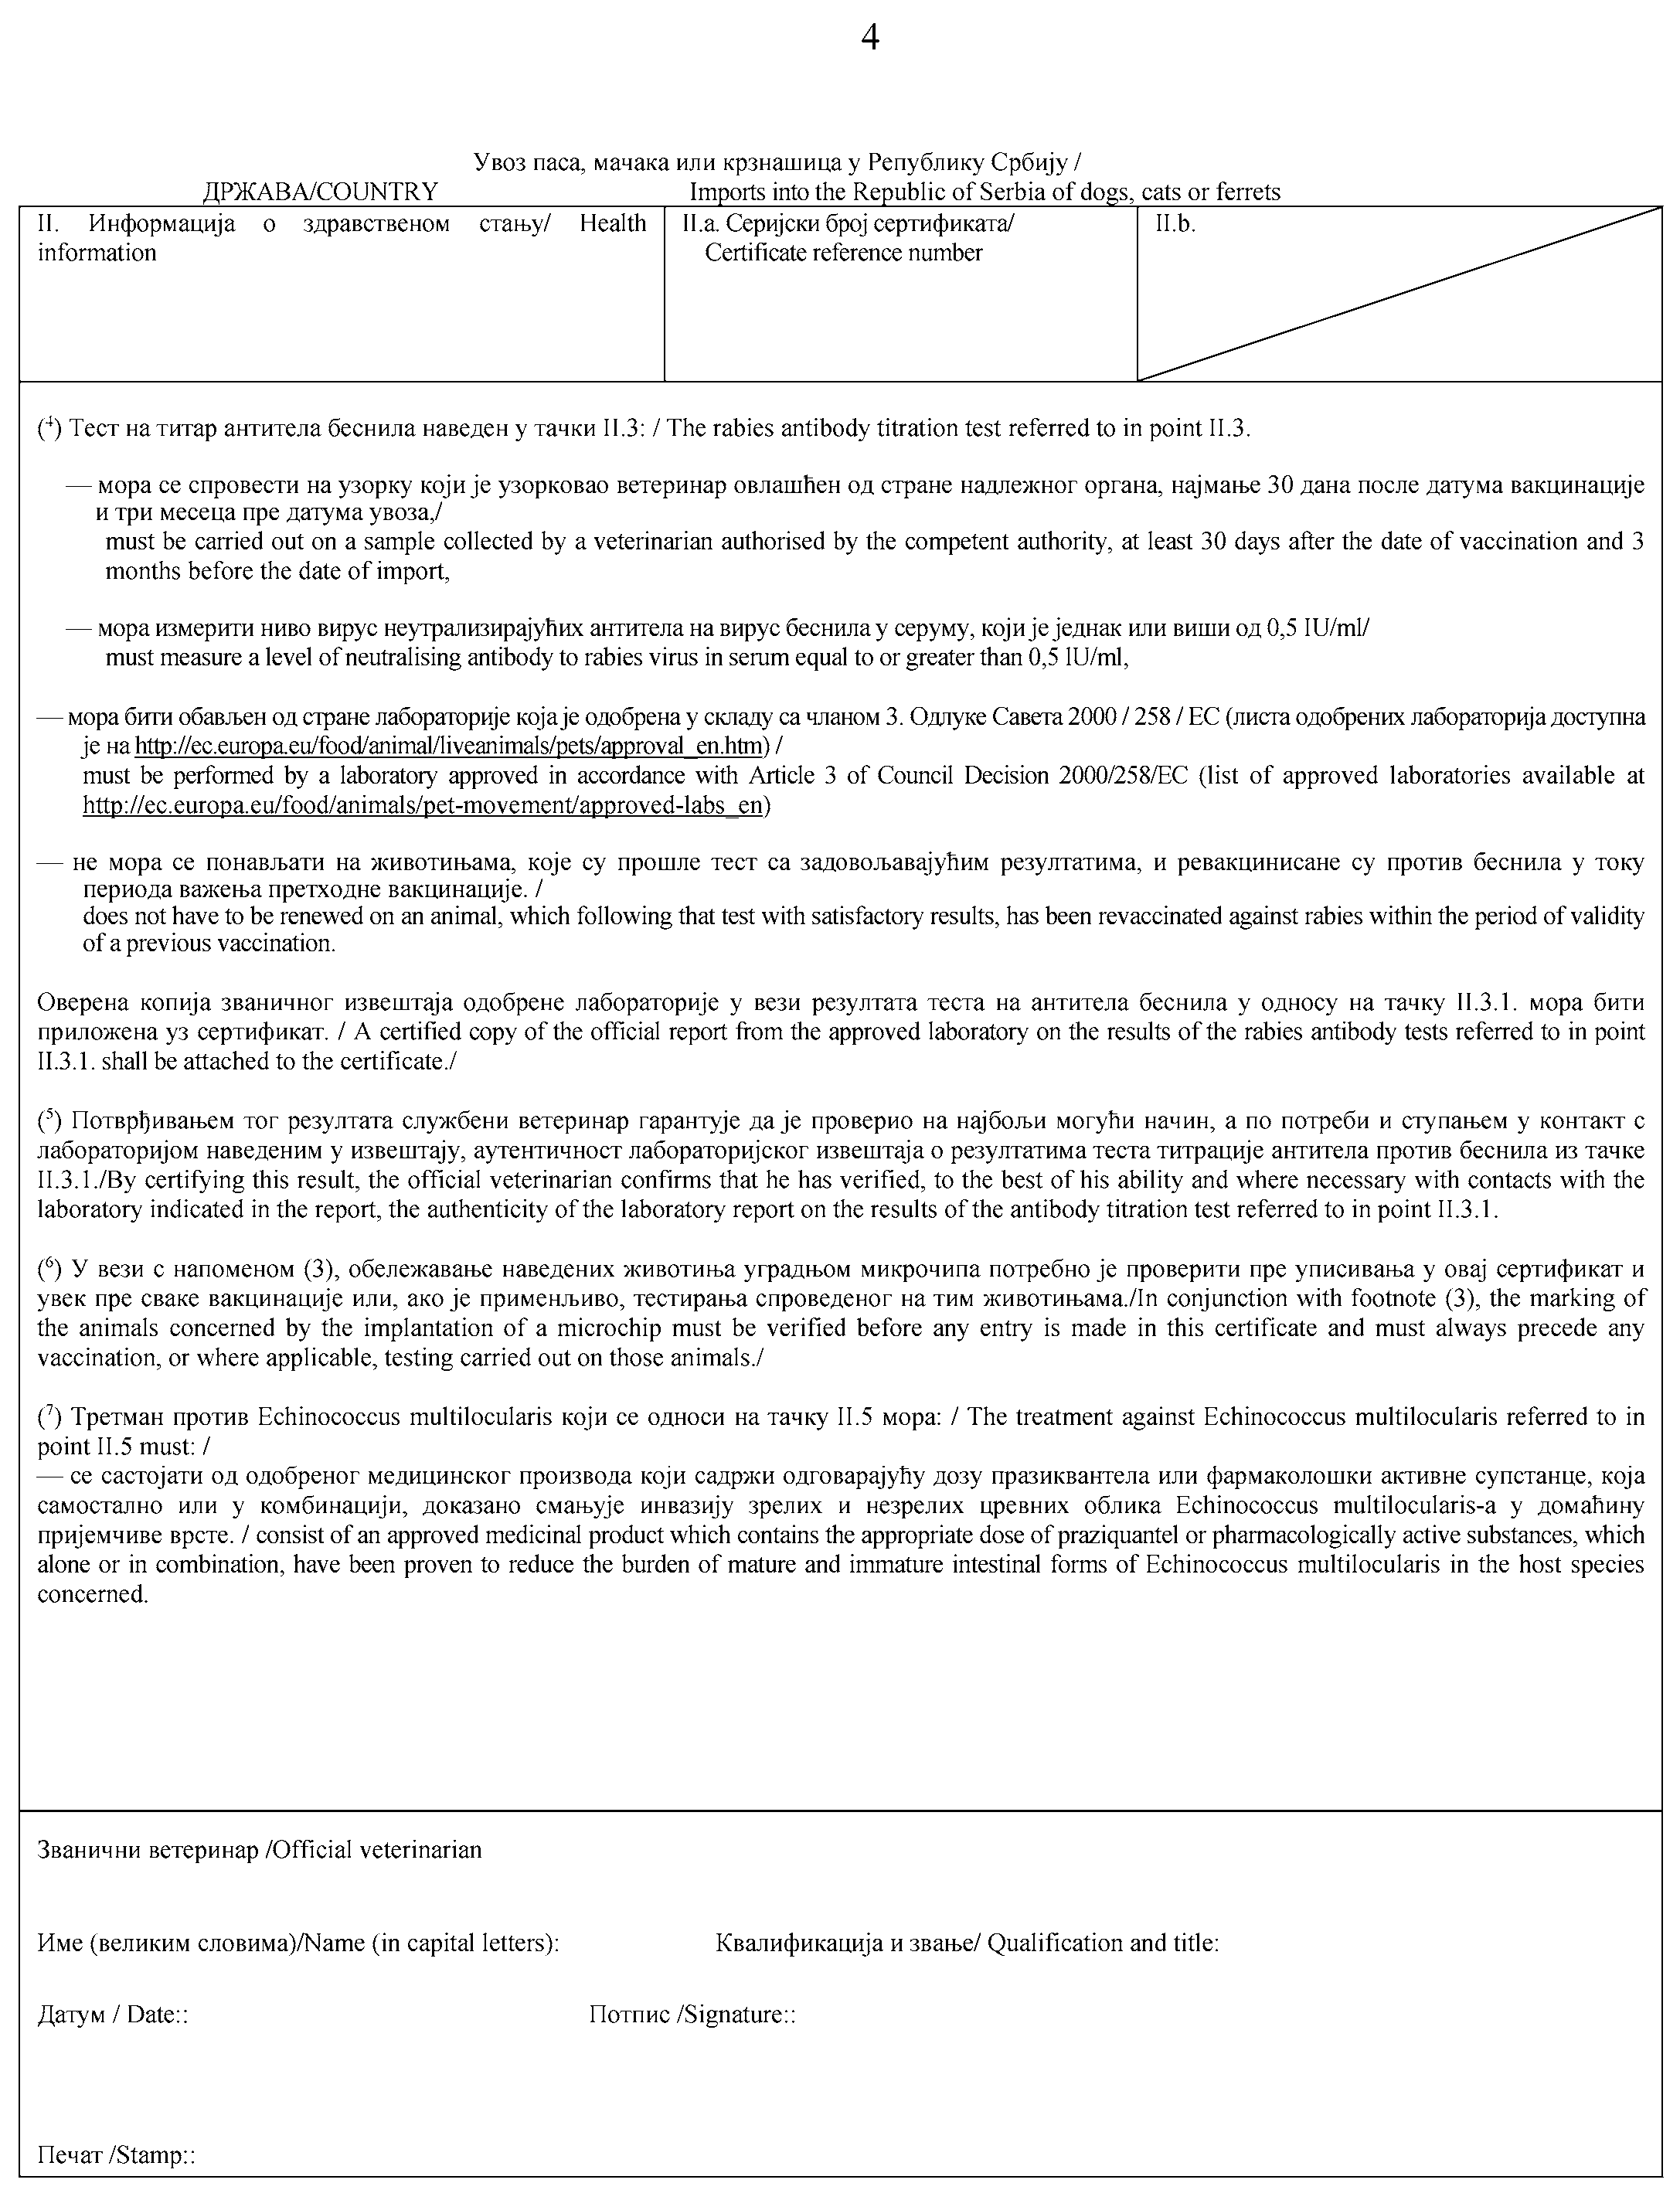 4
Увоз паса, мачака или крзнашица у Републику Србију /
ДРЖАВА/COUNTRY Imports into the Republic of Serbia of dogs, cats or ferrets
II. Информација о здравственом стању/ Health
information
II.a. Серијски број сертификата/
Certificate reference number
II.b.
(⁴) Тест на титар антитела беснила наведен у тачки II.3: / The rabies antibody titration test referred to in point II.3.
— мора се спровести на узорку који је узорковао ветеринар овлашћен од стране надлежног органа, најмање 30 дана после датума вакцинације
и три месеца пре датума увоза,/
must be carried out on a sample collected by a veterinarian authorised by the competent authority, at least 30 days after the date of vaccination and 3
months before the date of import,
— мора измерити ниво вирус неутрализирајућих антитела на вирус беснила у серуму, који је једнак или виши од 0,5 IU/ml/
must measure a level of neutralising antibody to rabies virus in serum equal to or greater than 0,5 IU/ml,
— мора бити обављен од стране лабораторије која је одобрена у складу са чланом 3. Одлуке Савета 2000 / 258 / EC (листа одобрених лабораторија доступна
је на http://ec.europa.eu/food/animal/liveanimals/pets/approval_en.htm) /
must be performed by a laboratory approved in accordance with Article 3 of Council Decision 2000/258/EC (list of approved laboratories available at
http://ec.europa.eu/food/animals/pet-movement/approved-labs_en)
— не мора се понављати на животињама, које су прошле тест са задовољавајућим резултатима, и ревакцинисане су против беснила у току
периода важења претходне вакцинације. /
does not have to be renewed on an animal, which following that test with satisfactory results, has been revaccinated against rabies within the period of validity
of a previous vaccination.
Оверена копија званичног извештаја одобрене лабораторије у вези резултата теста на антитела беснила у односу на тачку II.3.1. мора бити
приложена уз сертификат. / A certified copy of the official report from the approved laboratory on the results of the rabies antibody tests referred to in point
II.3.1. shall be attached to the certificate./
(⁵) Потврђивањем тог резултата службени ветеринар гарантује да је проверио на најбољи могући начин, а по потреби и ступањем у контакт с
лабораторијом наведеним у извештају, аутентичност лабораторијског извештаја о резултатима теста титрације антитела против беснила из тачке
II.3.1./By certifying this result, the official veterinarian confirms that he has verified, to the best of his ability and where necessary with contacts with the
laboratory indicated in the report, the authenticity of the laboratory report on the results of the antibody titration test referred to in point II.3.1.
(⁶) У вези с напоменом (3), обележавање наведених животиња уградњом микрочипа потребно је проверити пре уписивања у овај сертификат и
увек пре сваке вакцинације или, ако је применљиво, тестирања спроведеног на тим животињама./In conjunction with footnote (3), the marking of
the animals concerned by the implantation of a microchip must be verified before any entry is made in this certificate and must always precede any
vaccination, or where applicable, testing carried out on those animals./
(⁷) Третман против Echinococcus multilocularis који се односи на тачку II.5 мора: / The treatment against Echinococcus multilocularis referred to in
point II.5 must: /
— се састојати од одобреног медицинског производа који садржи одговарајућу дозу празиквантела или фармаколошки активне супстанце, која
самостално или у комбинацији, доказано смањује инвазију зрелих и незрелих цревних облика Echinococcus multilocularis-a у домаћину
пријемчиве врсте. / consist of an approved medicinal product which contains the appropriate dose of praziquantel or pharmacologically active substances, which
alone or in combination, have been proven to reduce the burden of mature and immature intestinal forms of Echinococcus multilocularis in the host species
concerned.
Званични ветеринар /Official veterinarian
Име (великим словима)/Name (in capital letters): Квалификација и звање/ Qualification and title:
Датум / Date:: Потпис /Signature::
Печат /Stamp::